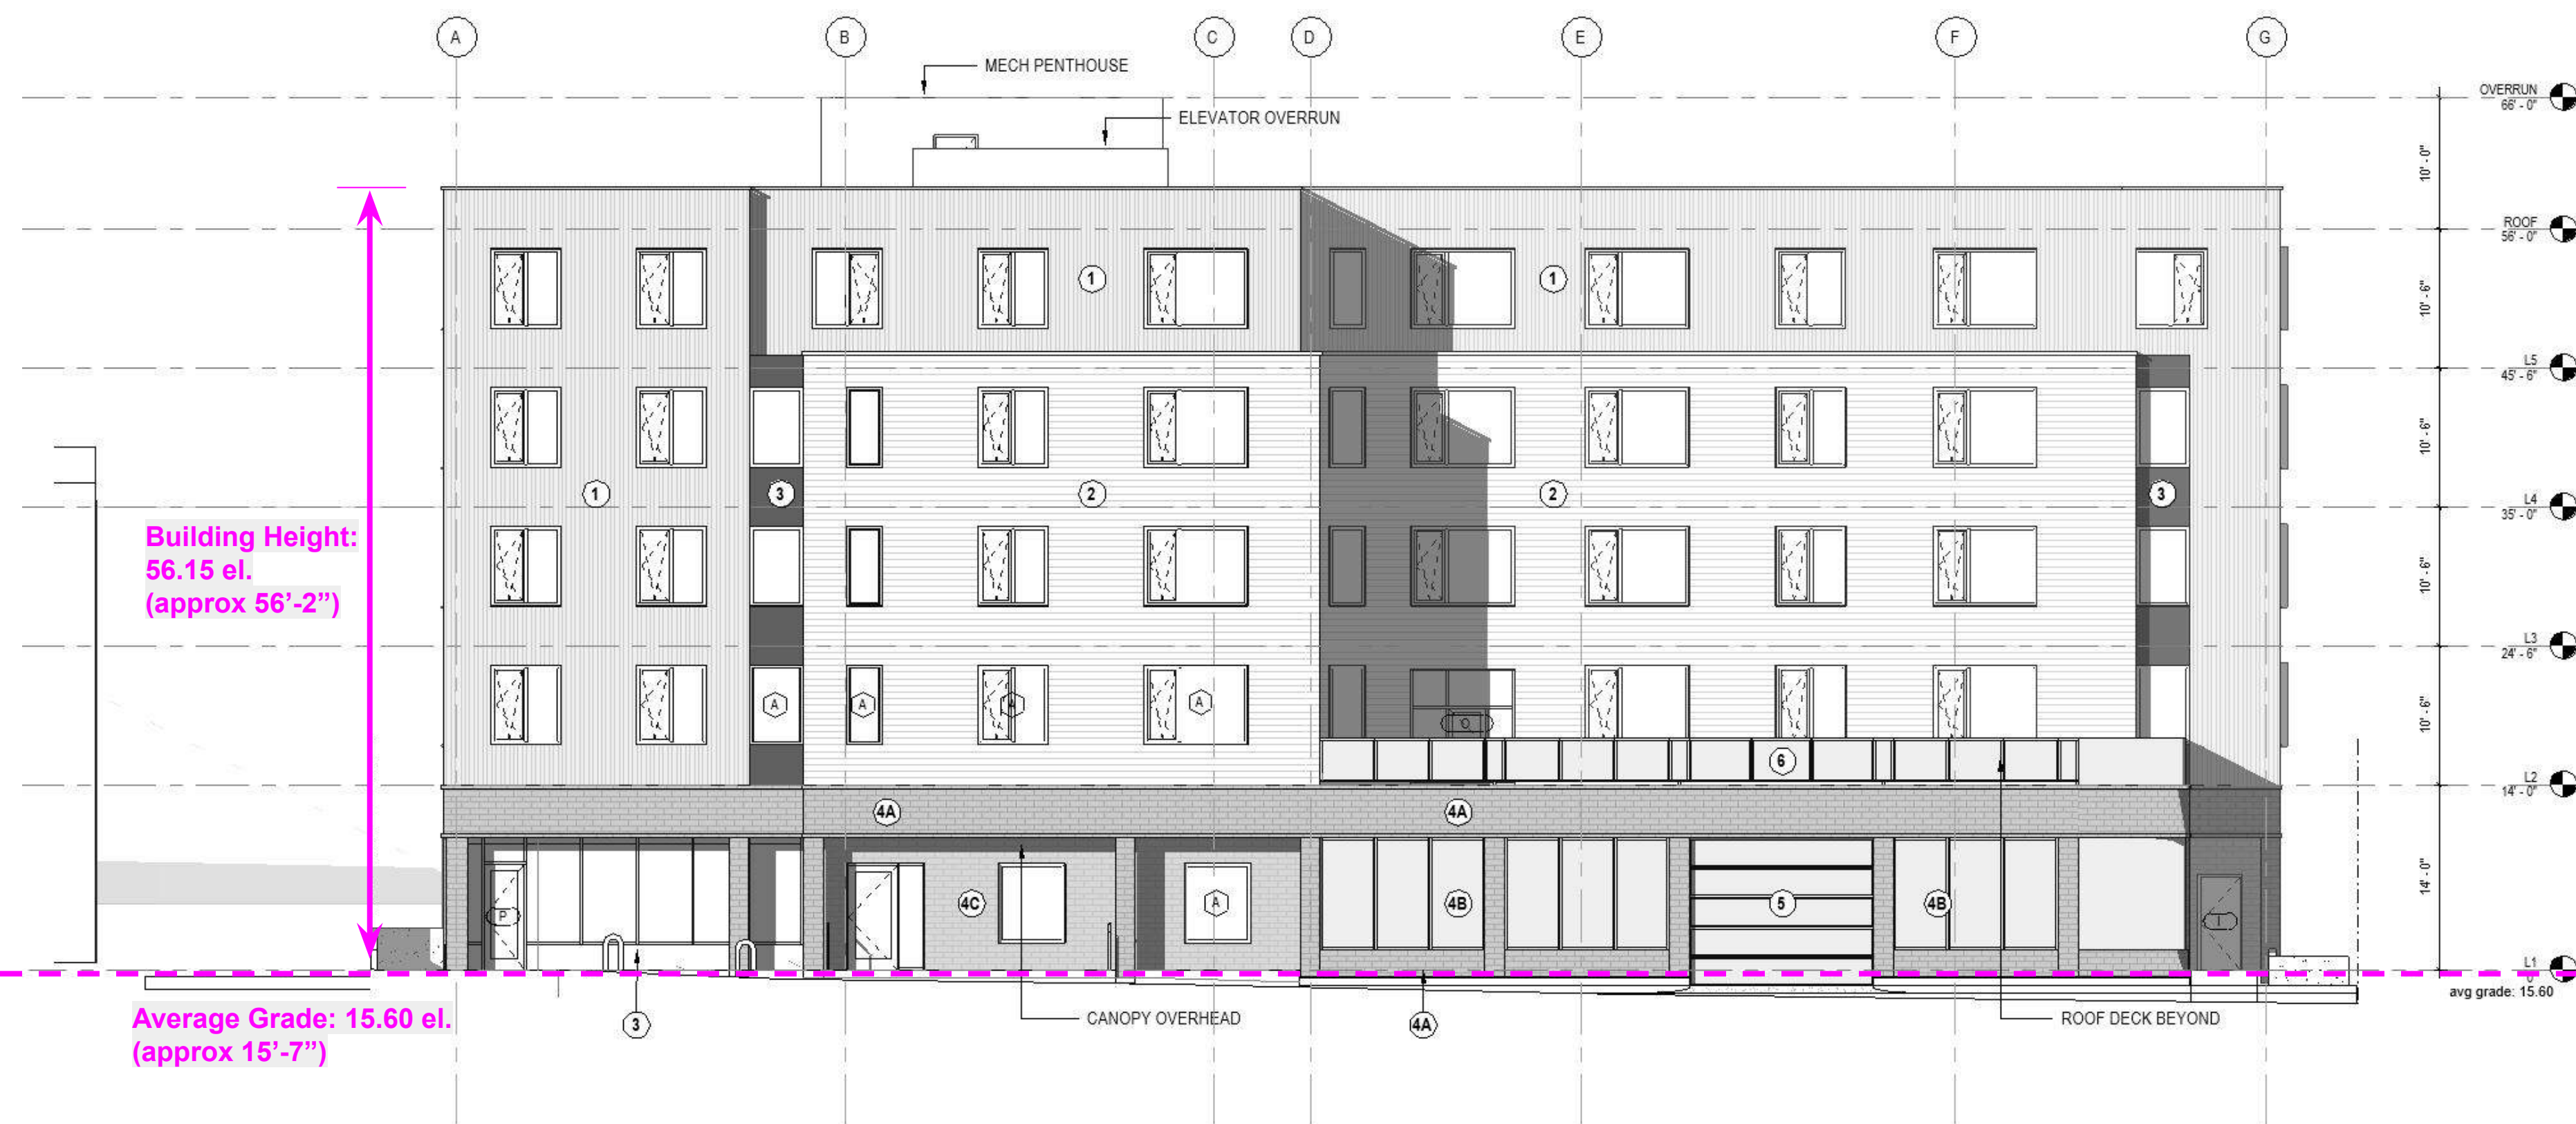 A B C D E F G
MECH PENTHOUSE
OVERRUN
66' - 0"
ELEVATOR OVERRUN
10' - 0"
ROOF
56' - 0"
1 1
10' - 6"
L5
45' - 6"
10' - 6"
1 3 2 2 3
L4
35' - 0"
Building Height:
56.15 el.
(approx 56’-2”)
10' - 6"
L3
24' - 6"
A A A A
O
10' - 6"
6
L2
14' - 0"
4A 4A
14' - 0"
P 4C A 4B 5 4B T
L1
0"
avg grade: 15.60
Average Grade: 15.60 el.
(approx 15’-7”)
3 CANOPY OVERHEAD 4A ROOF DECK BEYOND